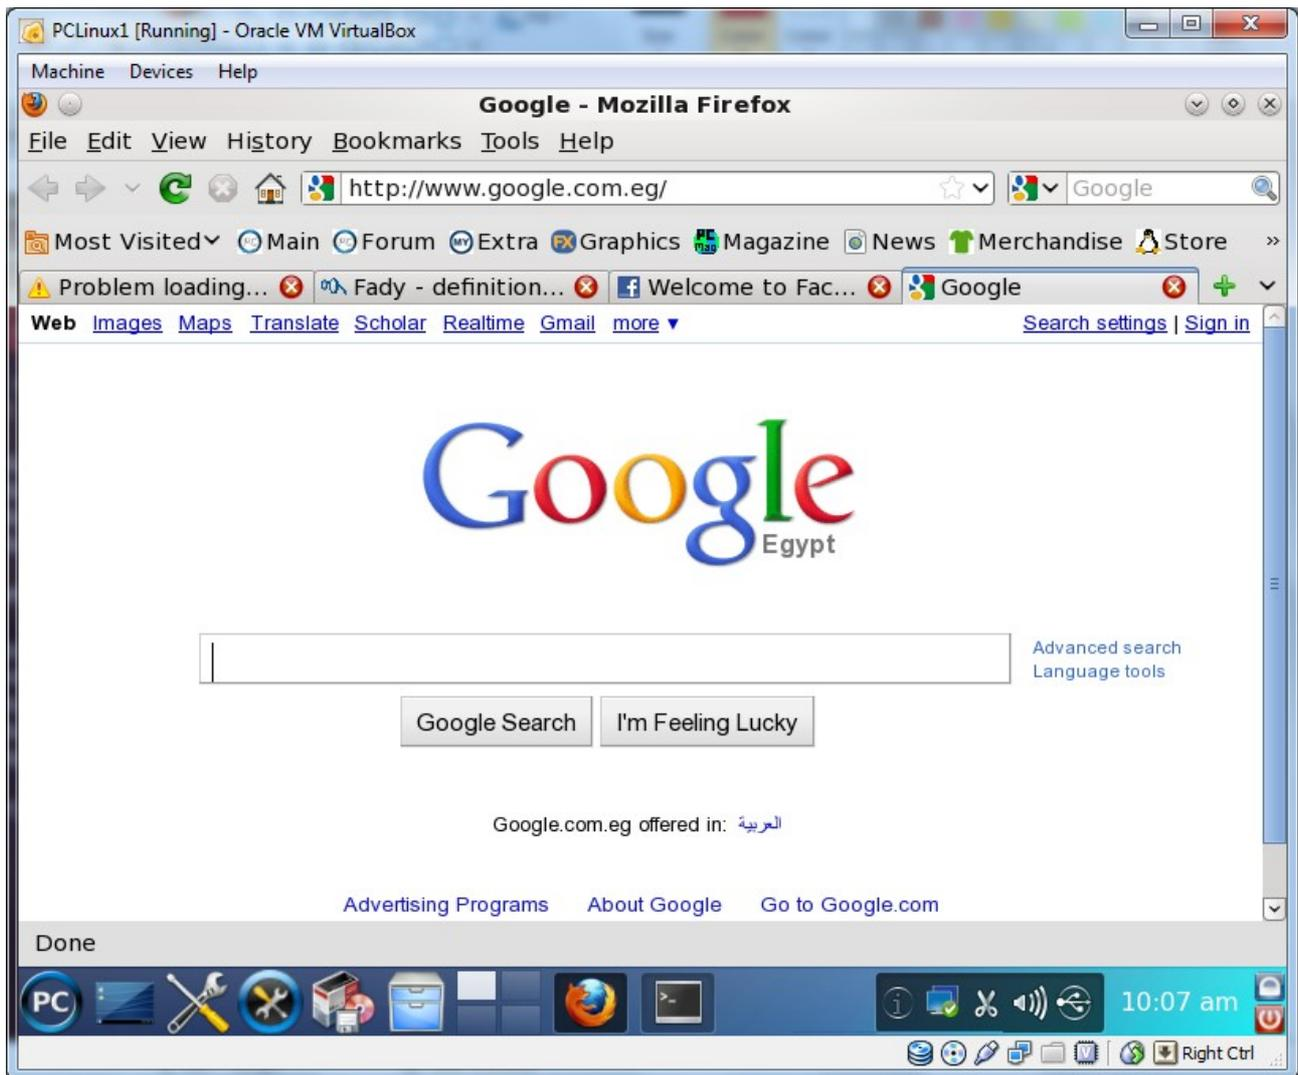 PCLinux1 [Running] - Oracle VM VirtualBox
Machine Devices Help
Google - Mozilla Firefox
File Edit View History Bookmarks Tools Help
http://www.google.com.eg/ Google
Most Visited Main Forum Extra Graphics Magazine News Merchandise Store »
Problem loading... Fady - definition... Welcome to Fac... Google
Web Images Maps Translate Scholar Realtime Gmail more ▼ Search settings | Sign in
Google
Egypt
Advanced search
Language tools
Google Search I'm Feeling Lucky
Google.com.eg offered in: العربية
Advertising Programs About Google Go to Google.com
Done
PC 10:07 am
Right Ctrl